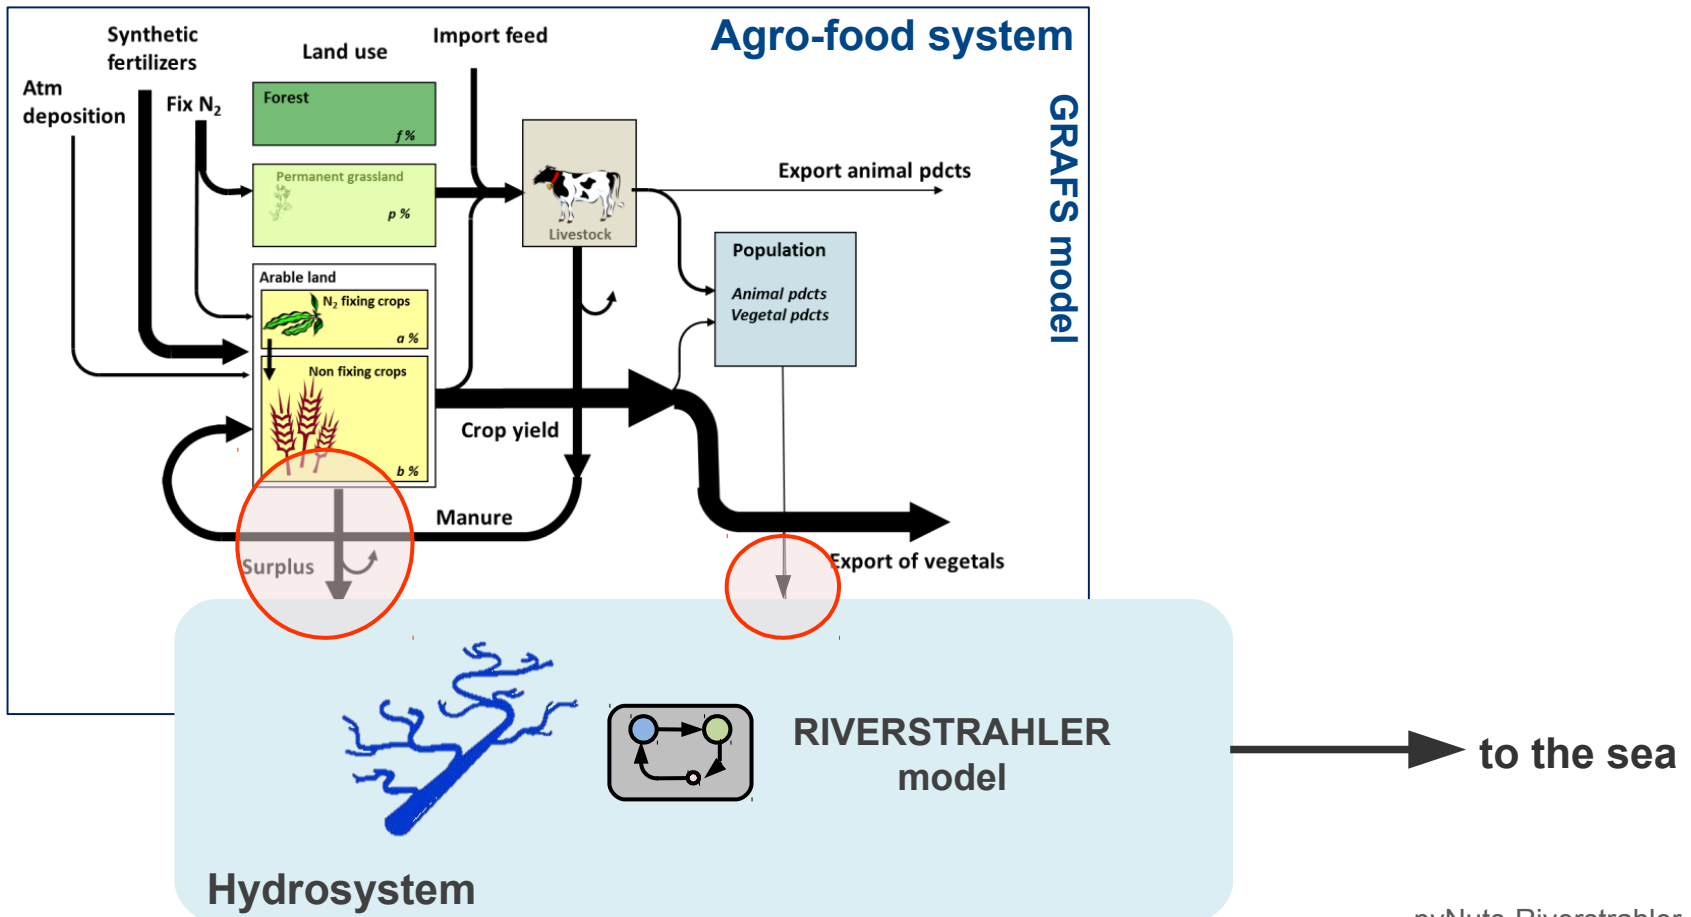 Agro-food system
GRAFS model
Synthetic
fertilizers
Land use
Import feed
Atm
deposition
Fix N2
Forest
f %
Permanent grassland
p %
Livestock
Export animal pdcts
Population
Animal pdcts
Vegetal pdcts
Arable land
N2 fixing crops
a %
Non fixing crops
b %
Crop yield
Manure
Surplus
Export of vegetals
RIVERSTRAHLER
model
to the sea
Hydrosystem